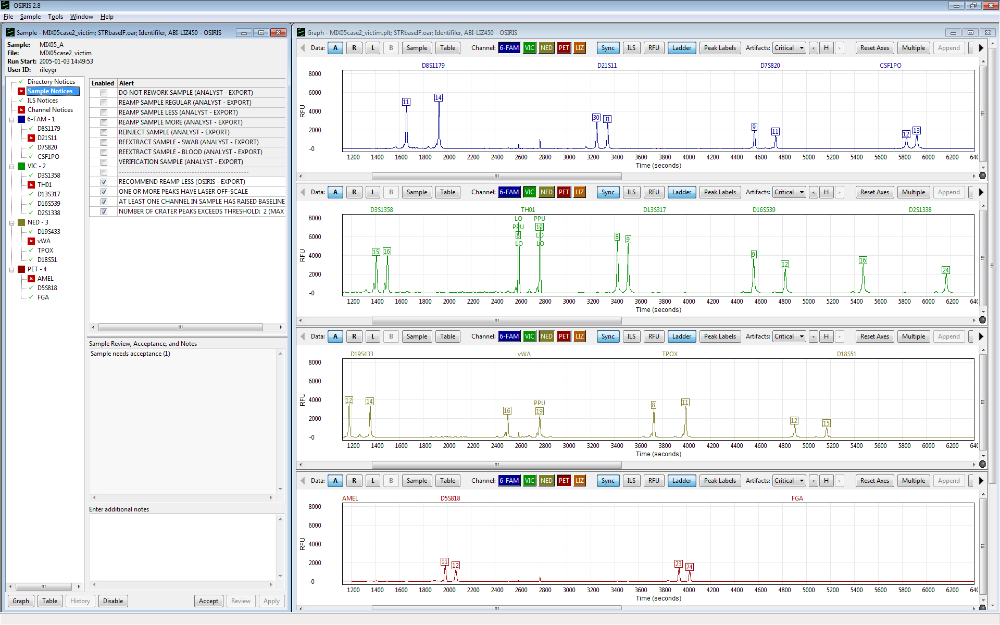 OSIRIS 2.8
File Sample Tools Window Help
Sample - MIX05case2_victim; STRbaseIF.oar; Identifiler, ABI-LIZ450 - OSIRIS
Sample: MIX05_A
File: MIX05case2_victim
Run Start: 2005-01-03 14:49:53
User ID: rileygr
Directory Notices
Sample Notices
ILS Notices
Channel Notices
6-FAM - 1
D8S1179
D21S11
D7S820
CSF1PO
VIC - 2
D3S1358
TH01
D13S317
D16S539
D2S1338
NED - 3
D19S433
vWA
TPOX
D18S51
PET - 4
AMEL
D5S818
FGA
Enabled Alert
DO NOT REWORK SAMPLE (ANALYST - EXPORT)
REAMP SAMPLE REGULAR (ANALYST - EXPORT)
REAMP SAMPLE LESS (ANALYST - EXPORT)
REAMP SAMPLE MORE (ANALYST - EXPORT)
REINJECT SAMPLE (ANALYST - EXPORT)
REEXTRACT SAMPLE - SWAB (ANALYST - EXPORT)
REEXTRACT SAMPLE - BLOOD (ANALYST - EXPORT)
VERIFICATION SAMPLE (ANALYST - EXPORT)
--------------------------------------------------
RECOMMEND REAMP LESS (OSIRIS - EXPORT)
ONE OR MORE PEAKS HAVE LASER OFF-SCALE
AT LEAST ONE CHANNEL IN SAMPLE HAS RAISED BASELINE
NUMBER OF CRATER PEAKS EXCEEDS THRESHOLD: 2 (MAX
Sample Review, Acceptance, and Notes
Sample needs acceptance (1)
Enter additional notes
Graph Table History Disable Accept Review Apply
Graph - MIX05case2_victim.plt; STRbaseIF.oar; Identifiler, ABI-LIZ450 - OSIRIS
Data: A R L B Sample Table Channel: 6-FAM VIC NED PET LIZ Sync ILS RFU Ladder Peak Labels Artifacts: Critical < H > Reset Axes Multiple Append
D8S1179 D21S11 D7S820 CSF1PO
8000
6000
4000
2000
-0
RFU
11 14 30 31 9 11 12 13
1200 1400 1600 1800 2000 2200 2400 2600 2800 3000 3200 3400 3600 3800 4000 4200 4400 4600 4800 5000 5200 5400 5600 5800 6000 6200 640
Time (seconds)
Data: A R L B Sample Table Channel: 6-FAM VIC NED PET LIZ Sync ILS RFU Ladder Peak Labels Artifacts: Critical < H > Reset Axes Multiple Append
D3S1358 TH01 D13S317 D16S539 D2S1338
8000
6000
4000
2000
-0
RFU
LO PPU
PPU 10
8 LO
LO LO
15 16 8 9 9 12 16 24
1200 1400 1600 1800 2000 2200 2400 2600 2800 3000 3200 3400 3600 3800 4000 4200 4400 4600 4800 5000 5200 5400 5600 5800 6000 6200 640
Time (seconds)
Data: A R L B Sample Table Channel: 6-FAM VIC NED PET LIZ Sync ILS RFU Ladder Peak Labels Artifacts: Critical < H > Reset Axes Multiple Append
D19S433 vWA TPOX D18S51
8000
6000
4000
2000
-0
RFU
PPU
12 14 16 19 8 11 12 15
1200 1400 1600 1800 2000 2200 2400 2600 2800 3000 3200 3400 3600 3800 4000 4200 4400 4600 4800 5000 5200 5400 5600 5800 6000 6200 640
Time (seconds)
Data: A R L B Sample Table Channel: 6-FAM VIC NED PET LIZ Sync ILS RFU Ladder Peak Labels Artifacts: Critical < H > Reset Axes Multiple Append
AMEL D5S818 FGA
8000
6000
4000
2000
-0
RFU
11 12 23 24
1200 1400 1600 1800 2000 2200 2400 2600 2800 3000 3200 3400 3600 3800 4000 4200 4400 4600 4800 5000 5200 5400 5600 5800 6000 6200 640
Time (seconds)